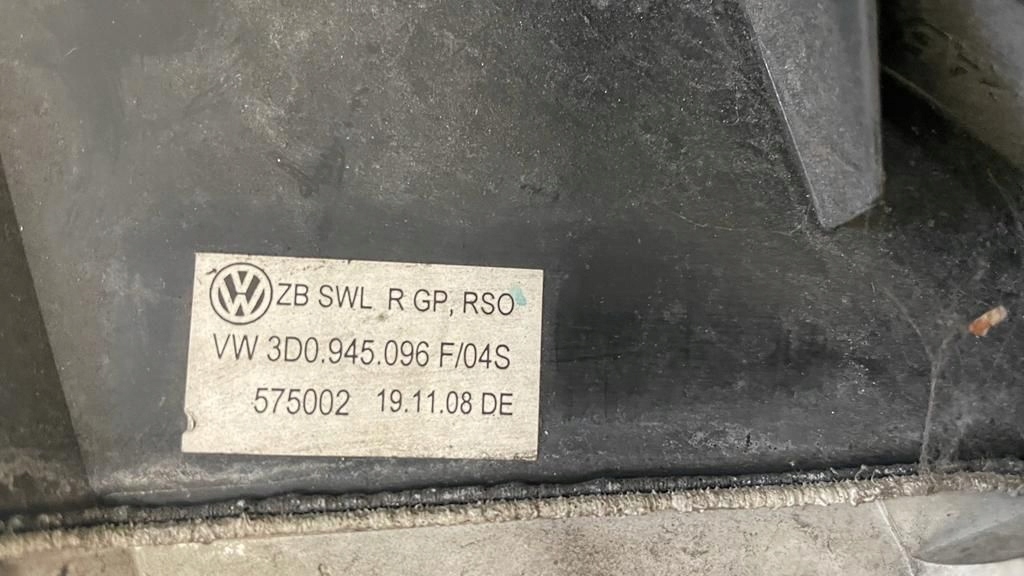 ZB SWL R GP, RSO
VW 3D0.945.096 F/04S
575002 19.11.08 DE